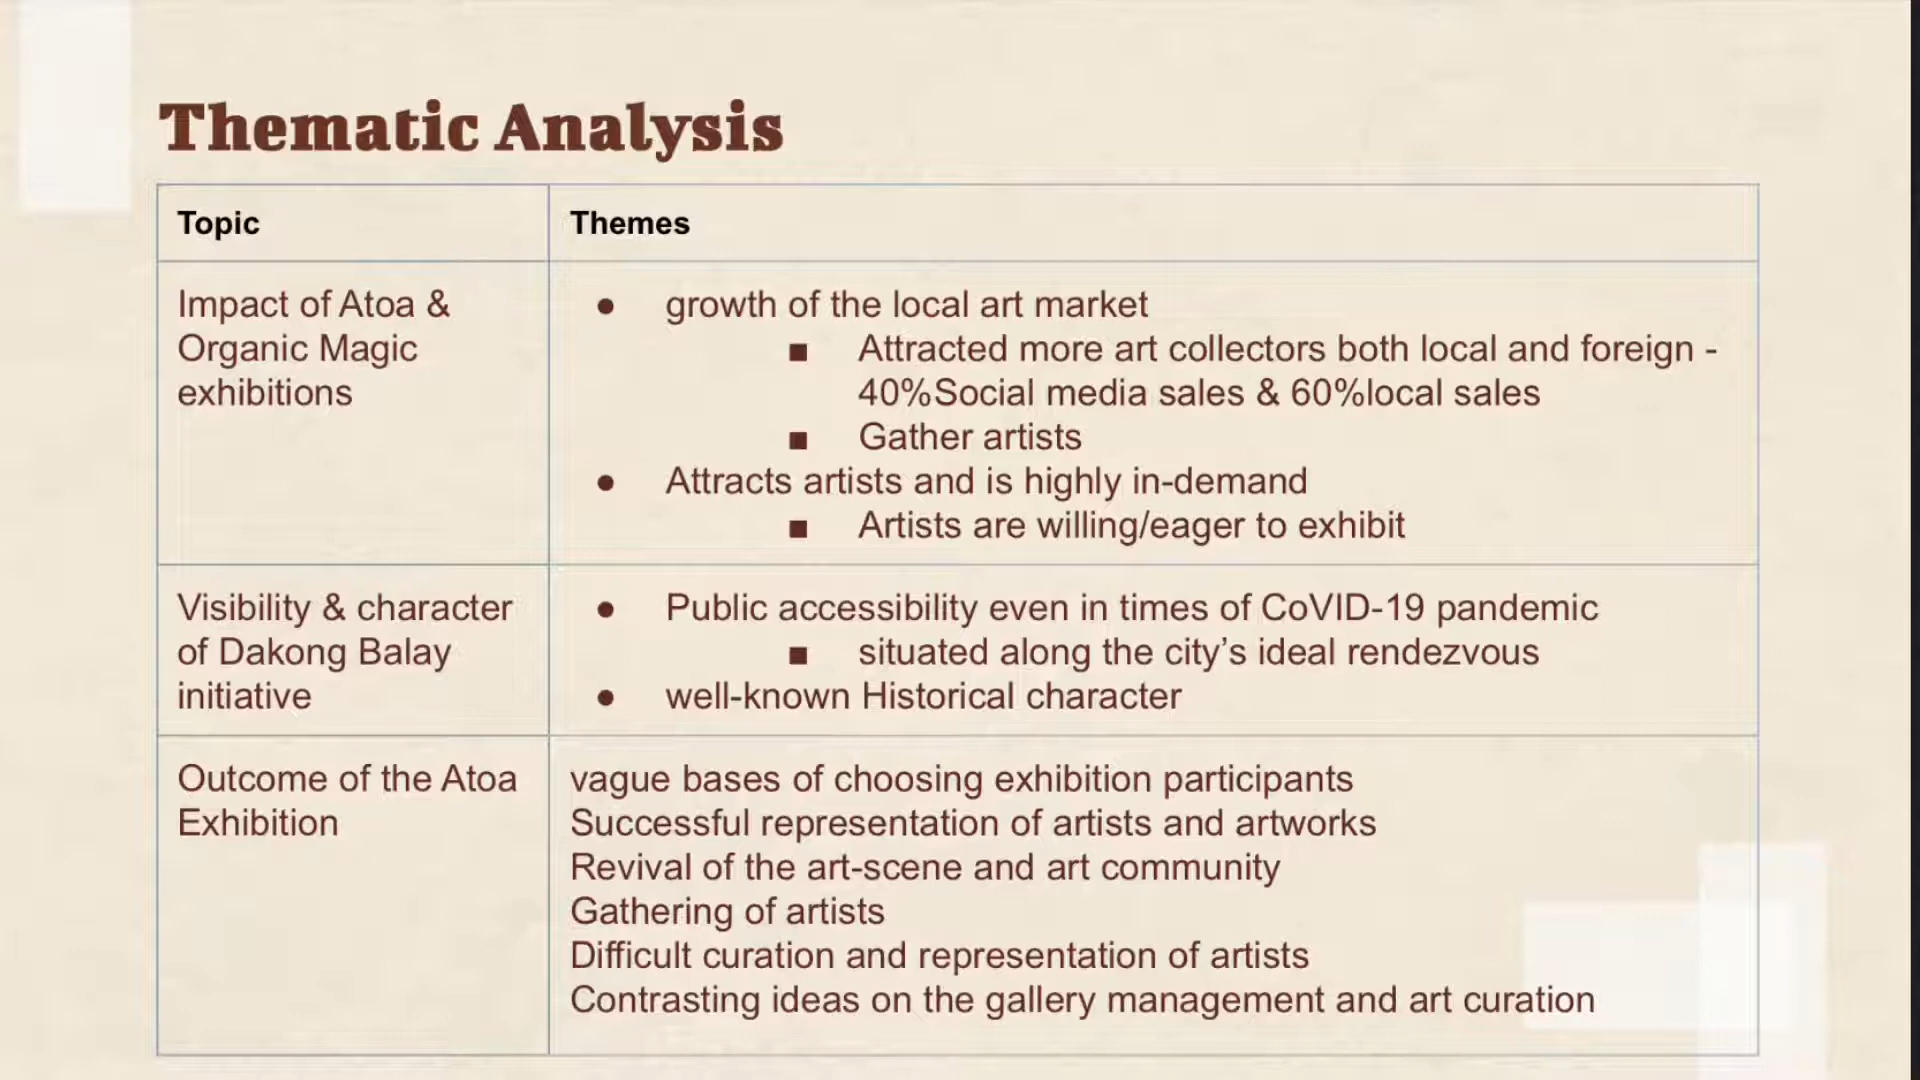 Thematic Analysis
Topic
Themes
Impact of Atoa &
Organic Magic
exhibitions
● growth of the local art market
■ Attracted more art collectors both local and foreign -
40%Social media sales & 60%local sales
■ Gather artists
● Attracts artists and is highly in-demand
■ Artists are willing/eager to exhibit
Visibility & character
of Dakong Balay
initiative
● Public accessibility even in times of CoVID-19 pandemic
■ situated along the city’s ideal rendezvous
● well-known Historical character
Outcome of the Atoa
Exhibition
vague bases of choosing exhibition participants
Successful representation of artists and artworks
Revival of the art-scene and art community
Gathering of artists
Difficult curation and representation of artists
Contrasting ideas on the gallery management and art curation